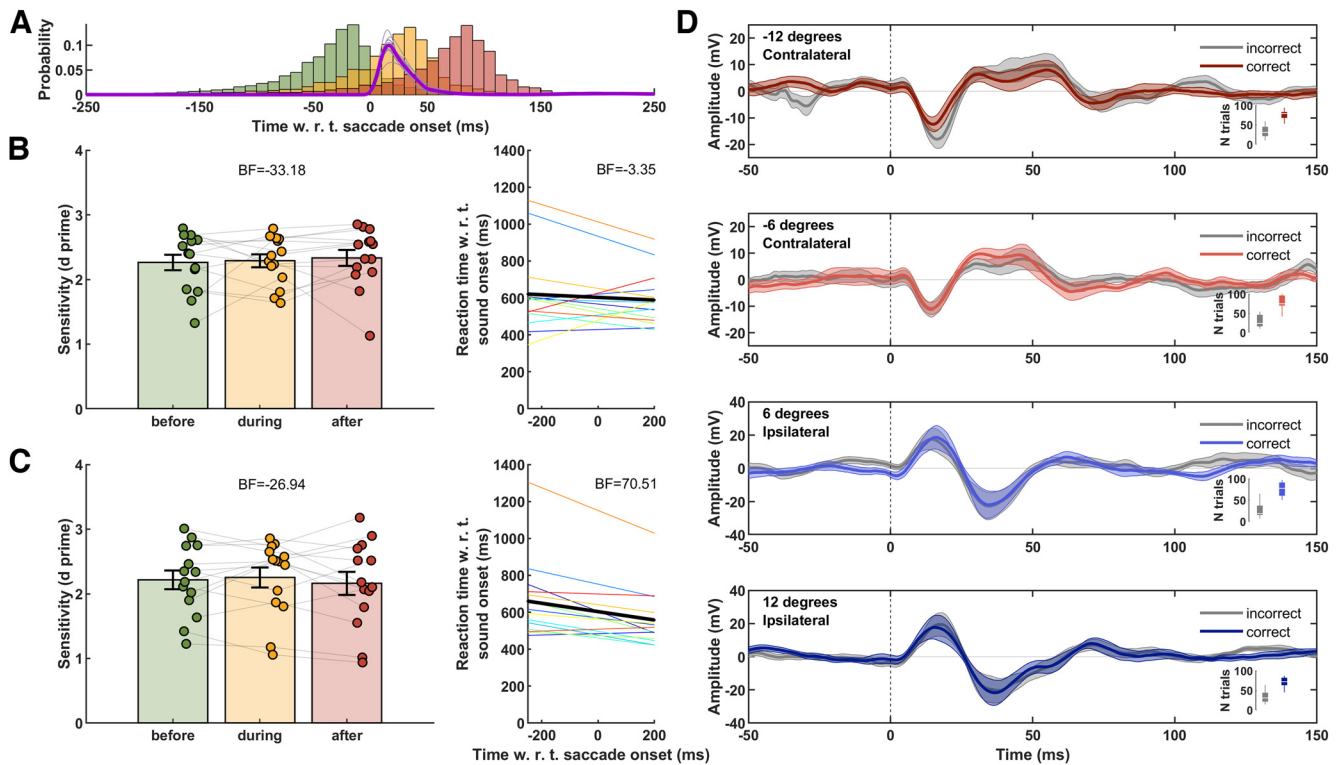 A
Probability
0.1
0.05
0
-250 -150 -50 0 50 150 250
Time w. r. t. saccade onset (ms)
B
Sensitivity (d prime)
4
3
2
1
0
BF=-33.18
before during after
Reaction time w. r. t.
sound onset (ms)
1400
1200
1000
800
600
400
200
0
BF=-3.35
-200 0 200
C
Sensitivity (d prime)
4
3
2
1
0
BF=-26.94
before during after
Reaction time w. r. t.
sound onset (ms)
1400
1200
1000
800
600
400
200
0
BF=70.51
-200 0 200
Time w. r. t. saccade onset (ms)
D
Amplitude (mV)
20
10
0
-10
-20
-12 degrees
Contralateral
incorrect
correct
N trials
100
50
0
-50 0 50 100 150
Amplitude (mV)
20
10
0
-10
-20
-6 degrees
Contralateral
incorrect
correct
N trials
100
50
0
-50 0 50 100 150
Amplitude (mV)
40
20
0
-20
-40
6 degrees
Ipsilateral
incorrect
correct
N trials
100
50
0
-50 0 50 100 150
Amplitude (mV)
40
20
0
-20
-40
12 degrees
Ipsilateral
incorrect
correct
N trials
100
50
0
-50 0 50 100 150
Time (ms)